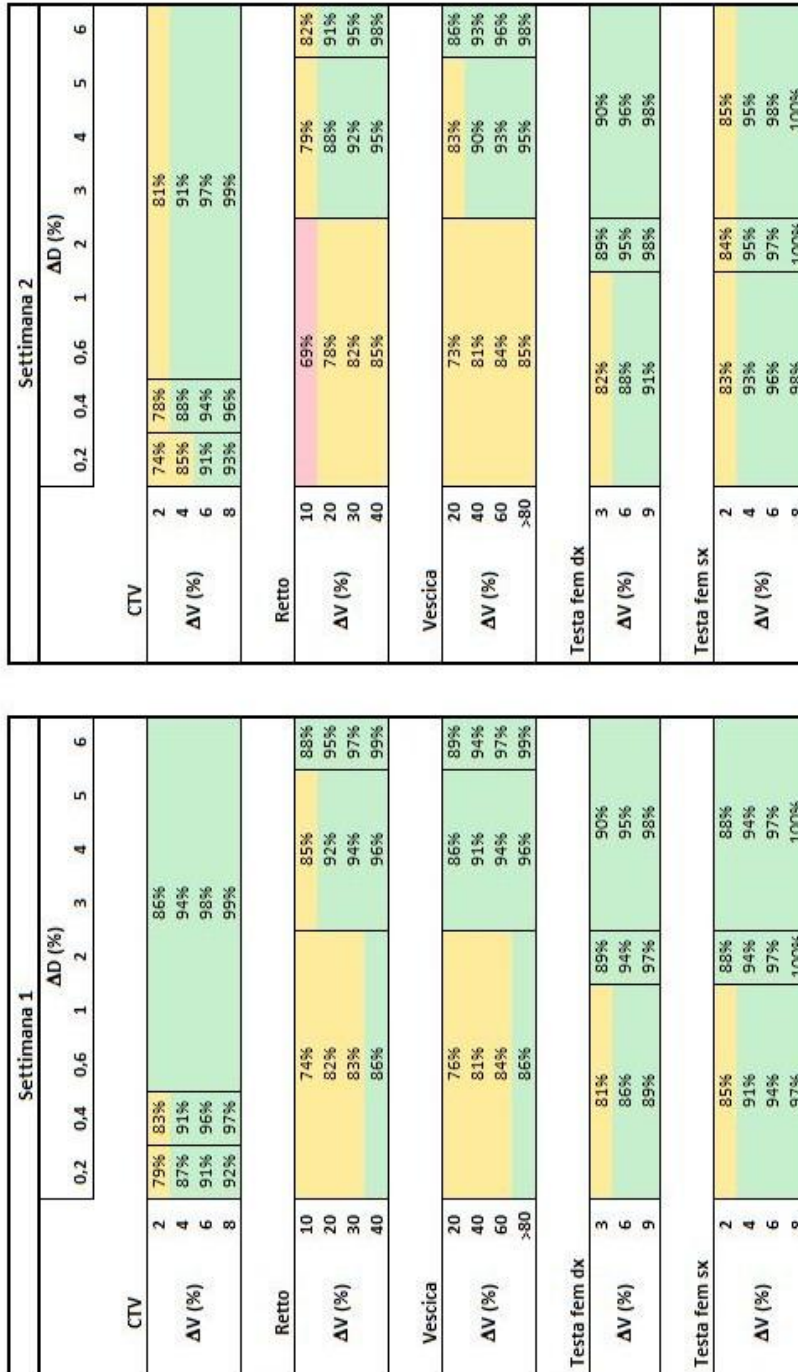 Settimana 1
ΔD (%)
0,2 0,4 0,6 1 2 3 4 5 6
CTV
ΔV (%)
2 79% 83% 86%
4 87% 91% 94%
6 91% 96% 98%
8 92% 97% 99%
Retto
ΔV (%)
10 74% 85% 88%
20 82% 92% 95%
30 83% 94% 97%
40 86% 96% 99%
Vescica
ΔV (%)
20 76% 86% 89%
40 81% 91% 94%
60 84% 94% 97%
>80 86% 96% 99%
Testa fem dx
ΔV (%)
3 81% 89% 90%
6 86% 94% 95%
9 89% 97% 98%
Testa fem sx
ΔV (%)
2 85% 88% 88%
4 91% 94% 94%
6 94% 97% 97%
8 97% 100% 100%
Settimana 2
ΔD (%)
0,2 0,4 0,6 1 2 3 4 5 6
CTV
ΔV (%)
2 74% 78% 81%
4 85% 88% 91%
6 91% 94% 97%
8 93% 96% 99%
Retto
ΔV (%)
10 69% 79% 82%
20 78% 88% 91%
30 82% 92% 95%
40 85% 95% 98%
Vescica
ΔV (%)
20 73% 83% 86%
40 81% 90% 93%
60 84% 93% 96%
>80 85% 95% 98%
Testa fem dx
ΔV (%)
3 82% 89% 90%
6 88% 95% 96%
9 91% 98% 98%
Testa fem sx
ΔV (%)
2 83% 84% 85%
4 93% 95% 95%
6 96% 97% 98%
8 98% 100% 100%